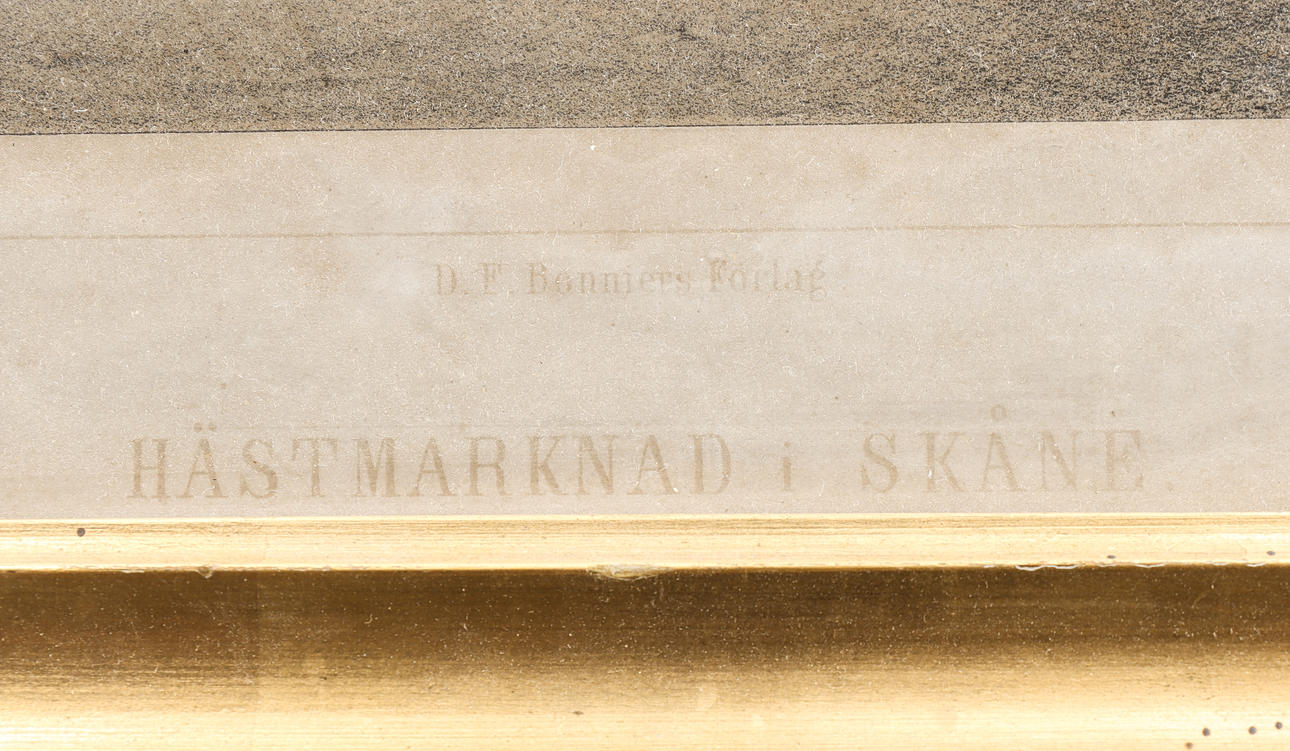 D. F. Bonniers Förlag
HÄSTMARKNAD i SKÅNE.